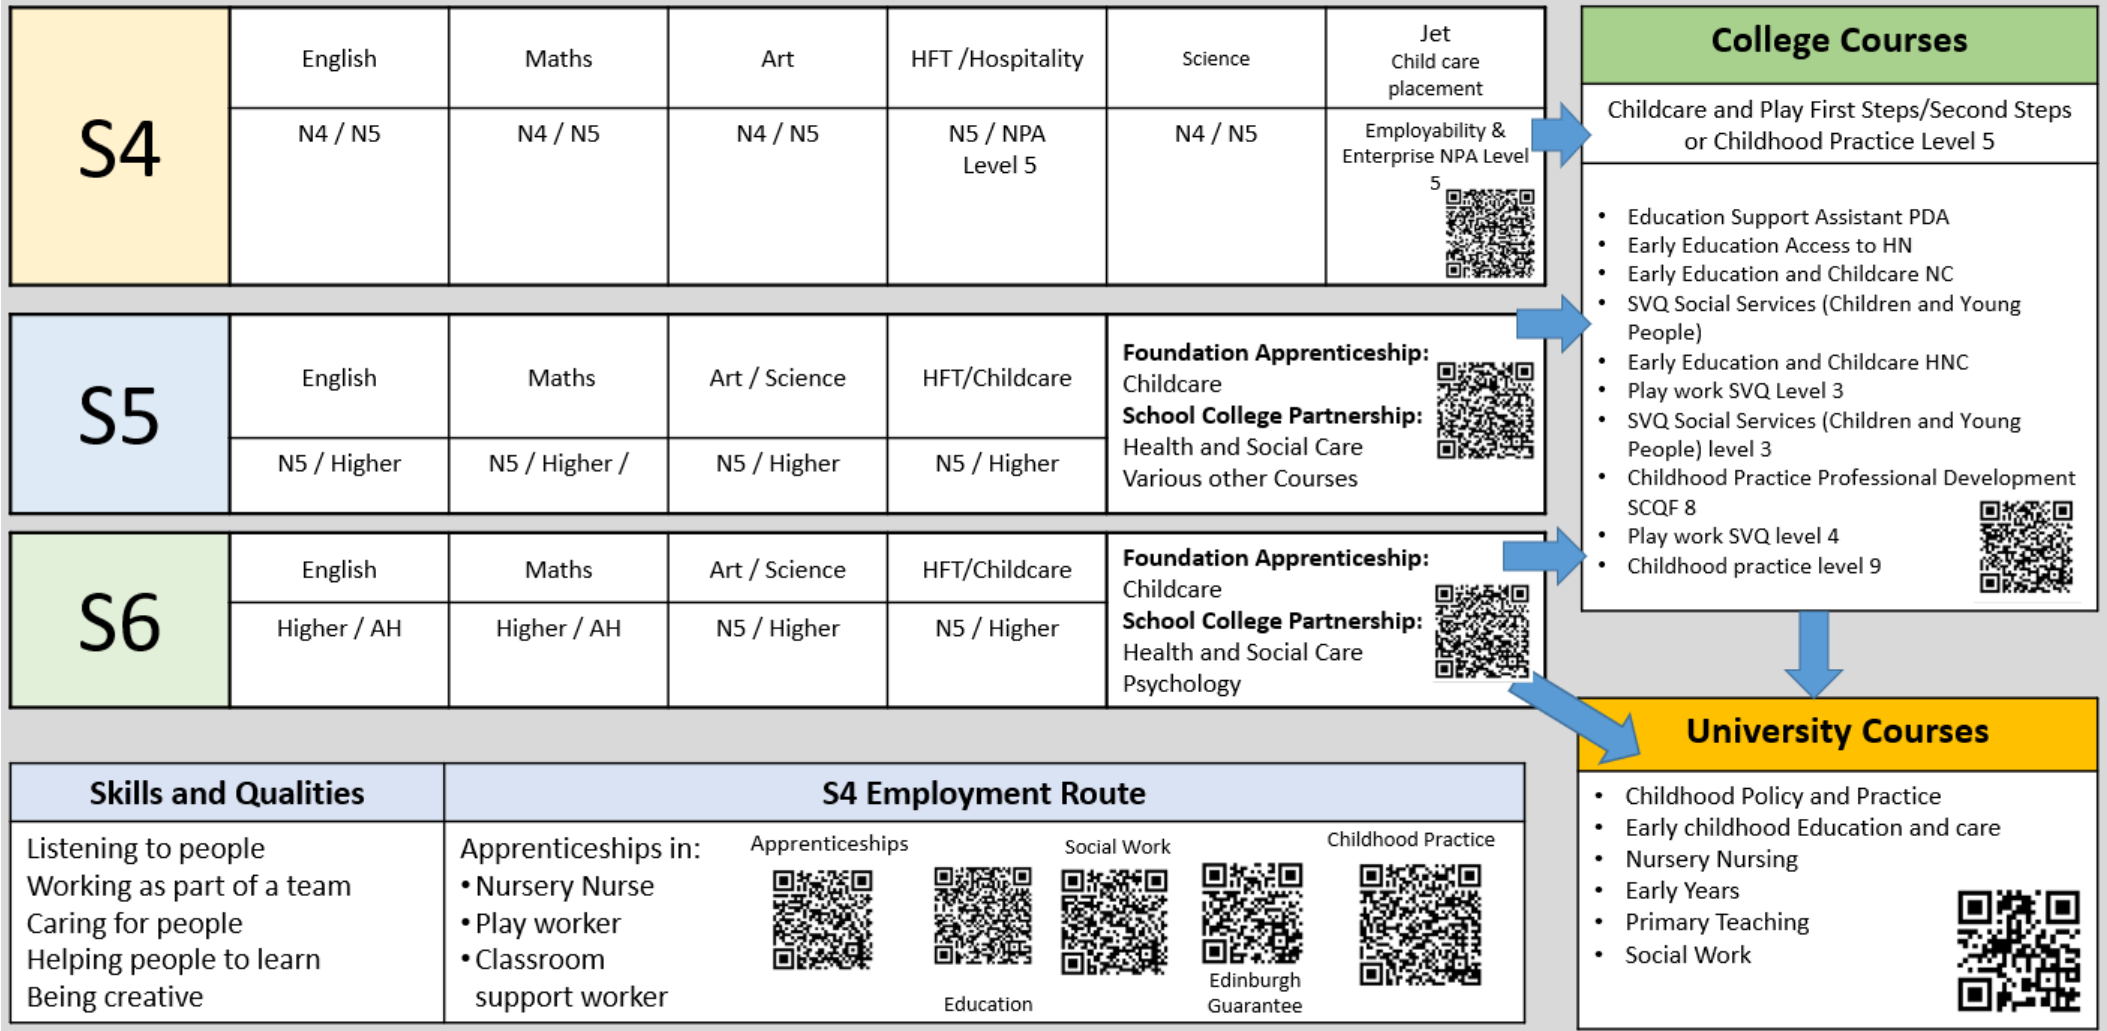 S4
English
Maths
Art
HFT /Hospitality
Science
Jet
Child care
placement
N4 / N5
N4 / N5
N4 / N5
N5 / NPA
Level 5
N4 / N5
Employability &
Enterprise NPA Level
5
S5
English
Maths
Art / Science
HFT/Childcare
N5 / Higher
N5 / Higher /
N5 / Higher
N5 / Higher
Foundation Apprenticeship:
Childcare
School College Partnership:
Health and Social Care
Various other Courses
S6
English
Maths
Art / Science
HFT/Childcare
Higher / AH
Higher / AH
N5 / Higher
N5 / Higher
Foundation Apprenticeship:
Childcare
School College Partnership:
Health and Social Care
Psychology
College Courses
Childcare and Play First Steps/Second Steps
or Childhood Practice Level 5
• Education Support Assistant PDA
• Early Education Access to HN
• Early Education and Childcare NC
• SVQ Social Services (Children and Young
People)
• Early Education and Childcare HNC
• Play work SVQ Level 3
• SVQ Social Services (Children and Young
People) level 3
• Childhood Practice Professional Development
SCQF 8
• Play work SVQ level 4
• Childhood practice level 9
University Courses
• Childhood Policy and Practice
• Early childhood Education and care
• Nursery Nursing
• Early Years
• Primary Teaching
• Social Work
Skills and Qualities
Listening to people
Working as part of a team
Caring for people
Helping people to learn
Being creative
S4 Employment Route
Apprenticeships in:
• Nursery Nurse
• Play worker
• Classroom
support worker
Apprenticeships
Education
Social Work
Edinburgh
Guarantee
Childhood Practice